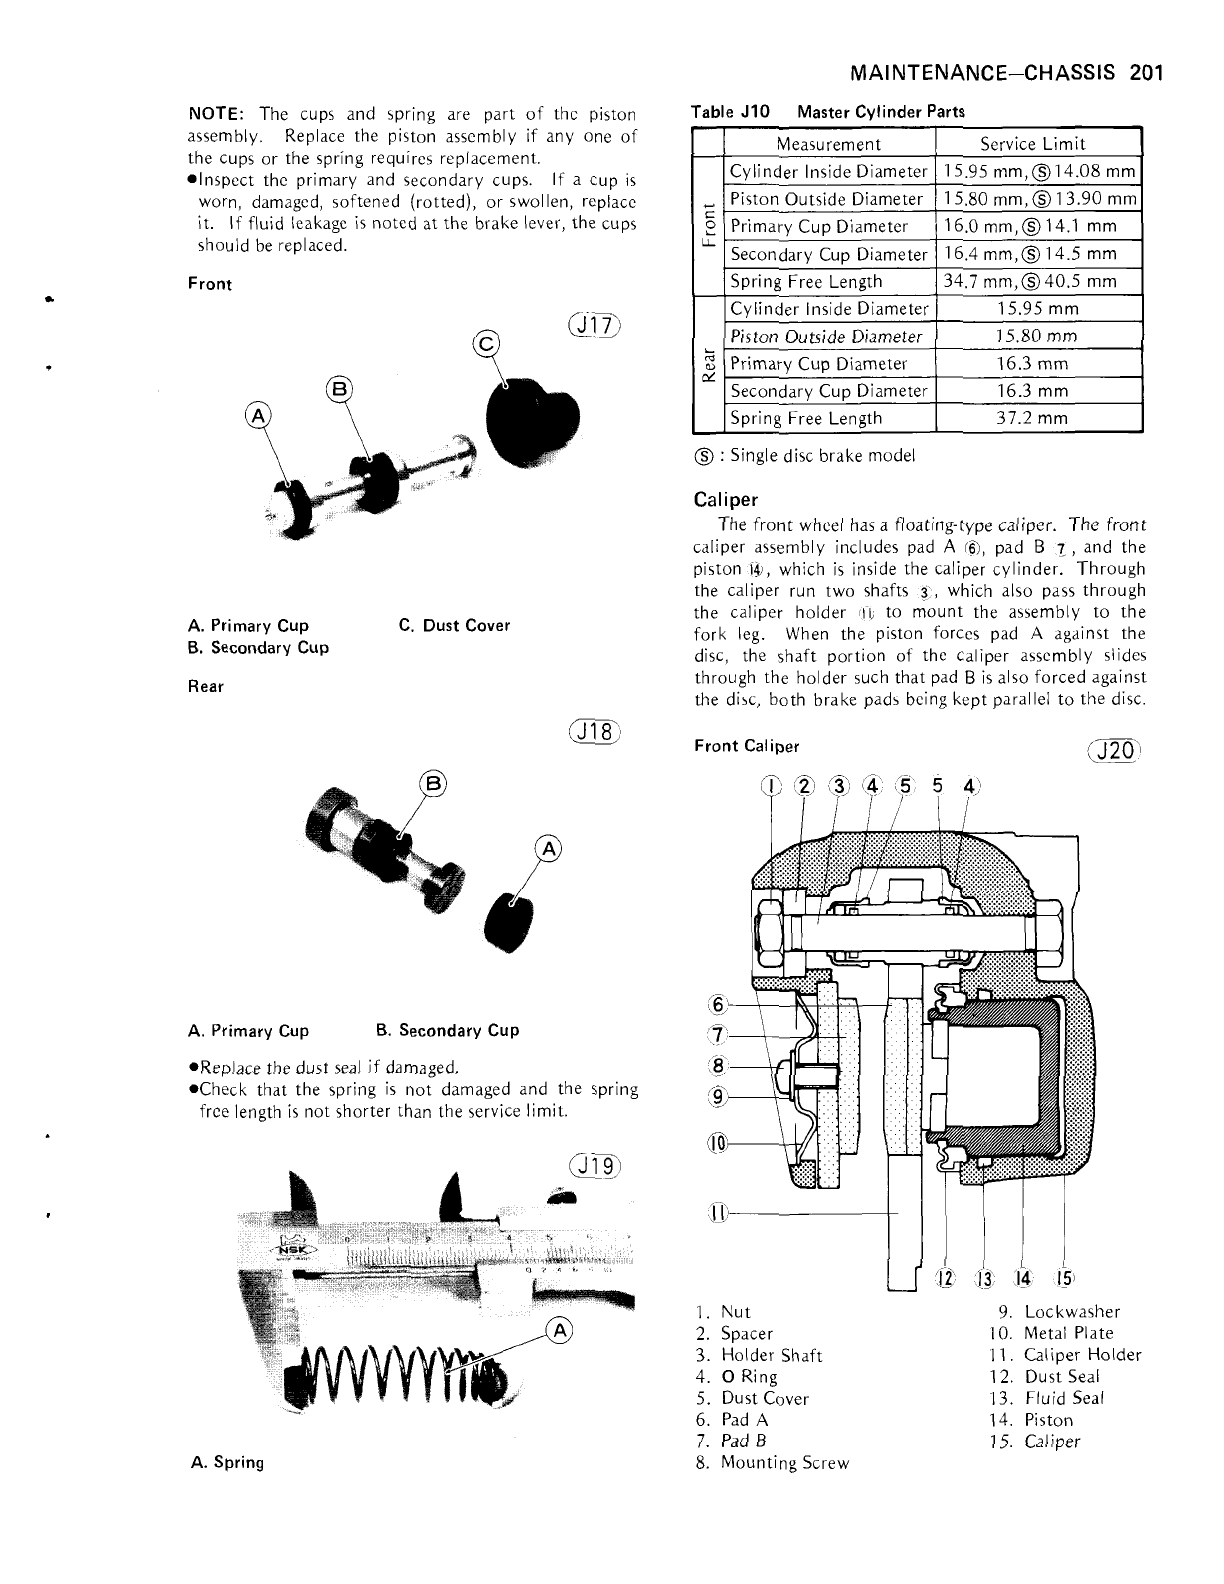 MAINTENANCE—CHASSIS 201
NOTE: The cups and spring are part of the piston
assembly. Replace the piston assembly if any one of
the cups or the spring requires replacement.
●Inspect the primary and secondary cups. If a cup is
worn, damaged, softened (rotted), or swollen, replace
it. If fluid leakage is noted at the brake lever, the cups
should be replaced.
Front
J17
C
B
A
A. Primary Cup C. Dust Cover
B. Secondary Cup
Rear
J18
B
A
A. Primary Cup B. Secondary Cup
●Replace the dust seal if damaged.
●Check that the spring is not damaged and the spring
free length is not shorter than the service limit.
J19
NSK
A
A. Spring
Table J10 Master Cylinder Parts
Measurement Service Limit
Front
Cylinder Inside Diameter 15.95 mm, Ⓢ 14.08 mm
Piston Outside Diameter 15.80 mm, Ⓢ 13.90 mm
Primary Cup Diameter 16.0 mm, Ⓢ 14.1 mm
Secondary Cup Diameter 16.4 mm, Ⓢ 14.5 mm
Spring Free Length 34.7 mm, Ⓢ 40.5 mm
Rear
Cylinder Inside Diameter 15.95 mm
Piston Outside Diameter 15.80 mm
Primary Cup Diameter 16.3 mm
Secondary Cup Diameter 16.3 mm
Spring Free Length 37.2 mm
Ⓢ : Single disc brake model
Caliper
The front wheel has a floating-type caliper. The front
caliper assembly includes pad A ⑥, pad B 7, and the
piston ⑭, which is inside the caliper cylinder. Through
the caliper run two shafts ③, which also pass through
the caliper holder ⑪ to mount the assembly to the
fork leg. When the piston forces pad A against the
disc, the shaft portion of the caliper assembly slides
through the holder such that pad B is also forced against
the disc, both brake pads being kept parallel to the disc.
Front Caliper
J20
① ② ③ ④ ⑤ 5 4
⑥
⑦
⑧
⑨
⑩
⑪
⑫ ⑬ ⑭ ⑮
1. Nut
2. Spacer
3. Holder Shaft
4. O Ring
5. Dust Cover
6. Pad A
7. Pad B
8. Mounting Screw
9. Lockwasher
10. Metal Plate
11. Caliper Holder
12. Dust Seal
13. Fluid Seal
14. Piston
15. Caliper